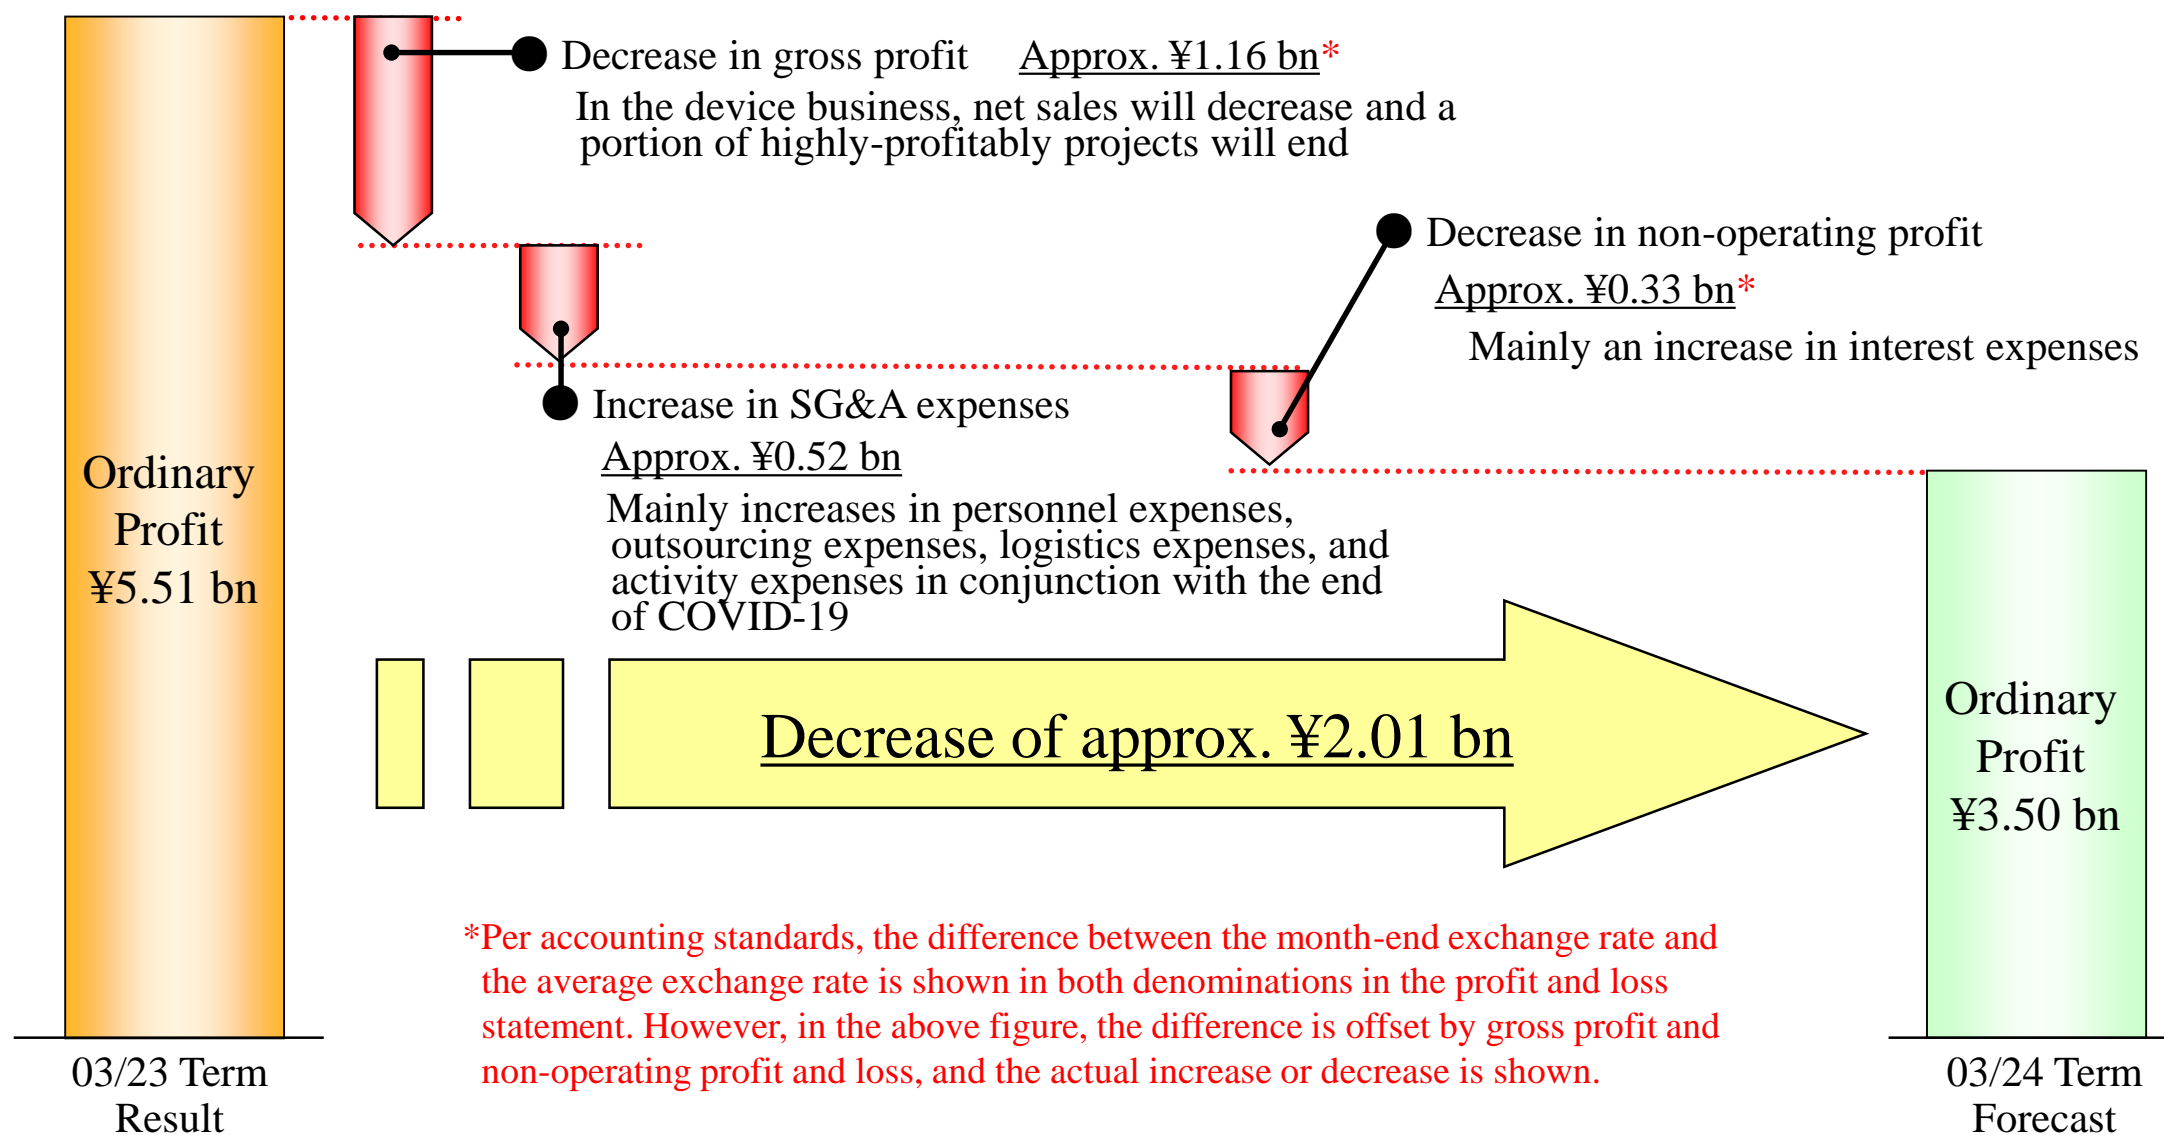 Decrease in gross profit Approx. ¥1.16 bn*
In the device business, net sales will decrease and a
portion of highly-profitably projects will end
Decrease in non-operating profit
Approx. ¥0.33 bn*
Mainly an increase in interest expenses
Increase in SG&A expenses
Approx. ¥0.52 bn
Mainly increases in personnel expenses,
outsourcing expenses, logistics expenses, and
activity expenses in conjunction with the end
of COVID-19
Ordinary
Profit
¥5.51 bn
Decrease of approx. ¥2.01 bn
Ordinary
Profit
¥3.50 bn
*Per accounting standards, the difference between the month-end exchange rate and
the average exchange rate is shown in both denominations in the profit and loss
statement. However, in the above figure, the difference is offset by gross profit and
non-operating profit and loss, and the actual increase or decrease is shown.
03/23 Term
Result
03/24 Term
Forecast